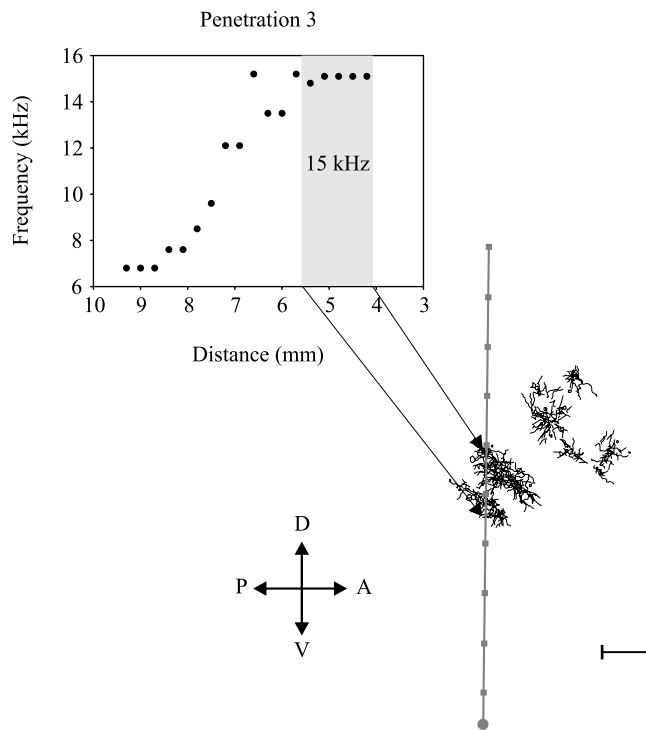 Penetration 3
16
14
12
10
8
6
Frequency (kHz)
15 kHz
10 9 8 7 6 5 4 3
Distance (mm)
D
P A
V